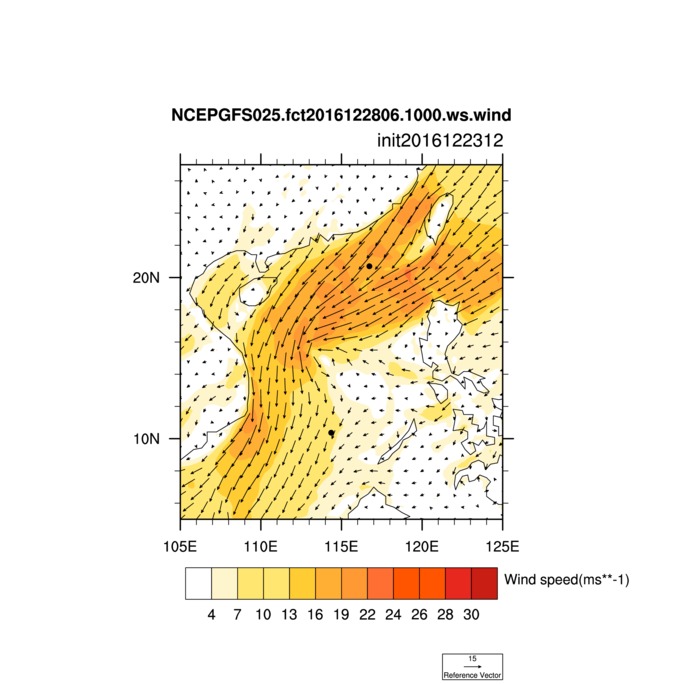 NCEPGFS025.fct2016122806.1000.ws.wind
init2016122312
20N
10N
105E 110E 115E 120E 125E
Wind speed(ms**-1)
4 7 10 13 16 19 22 24 26 28 30
15
Reference Vector